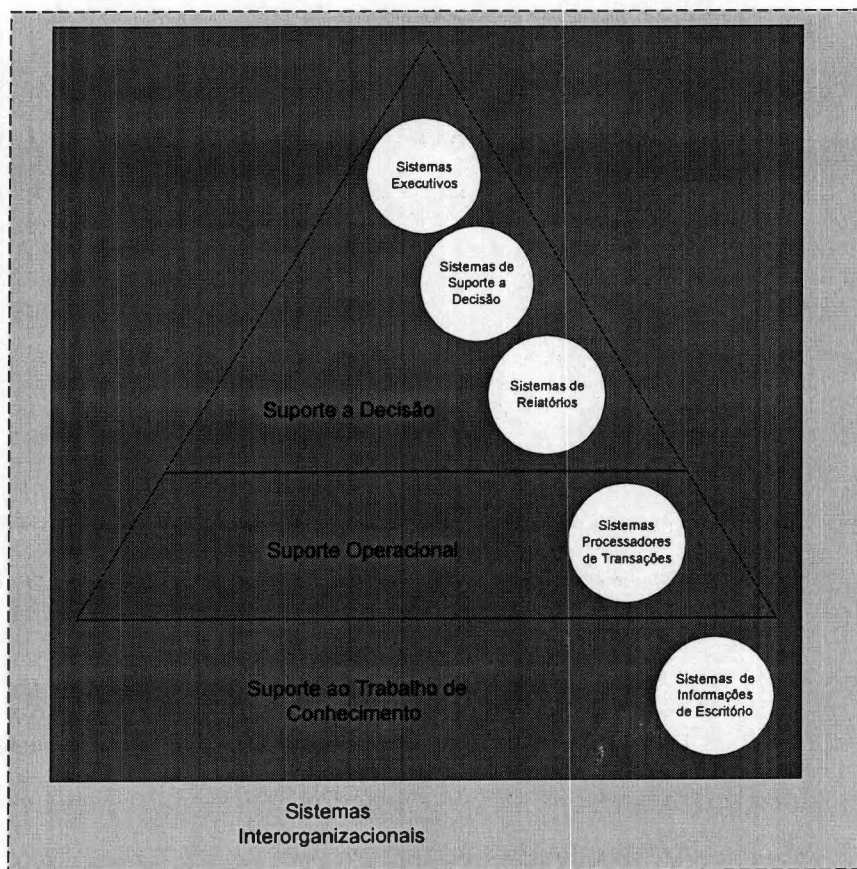 Sistemas
Executivos
Sistemas de
Suporte a
Decisão
Sistemas de
Relatórios
Suporte a Decisão
Sistemas
Processadores
de Transações
Suporte Operacional
Sistemas de
Informações
de Escritório
Suporte ao Trabalho de
Conhecimento
Sistemas
Interorganizacionais